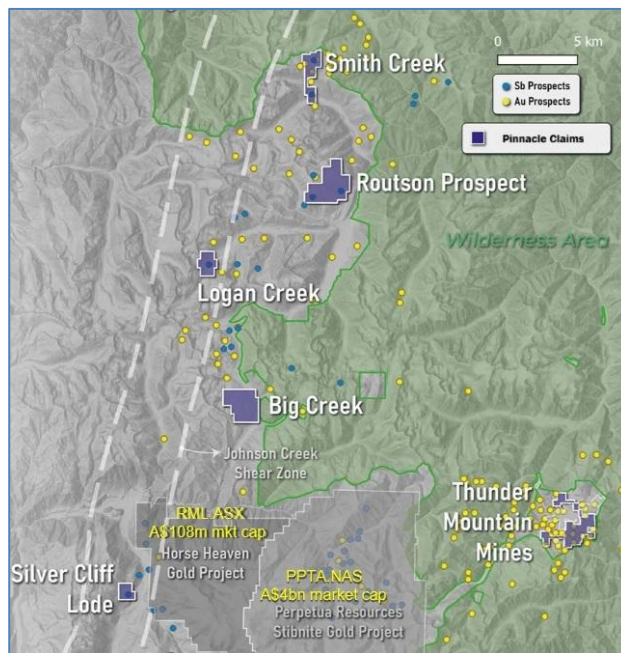 0 5 km
Sb Prospects
Au Prospects
Pinnacle Claims
Smith Creek
Routson Prospect
Wilderness Area
Logan Creek
Big Creek
Johnson Creek
Shear Zone
Thunder
Mountain
Mines
RML ASX
A$108m mkt cap
Horse Heaven
Gold Project
Silver Cliff
Lode
PPTA.NAS
A$4bn market cap
Perpetua Resources
Stibnite Gold Project